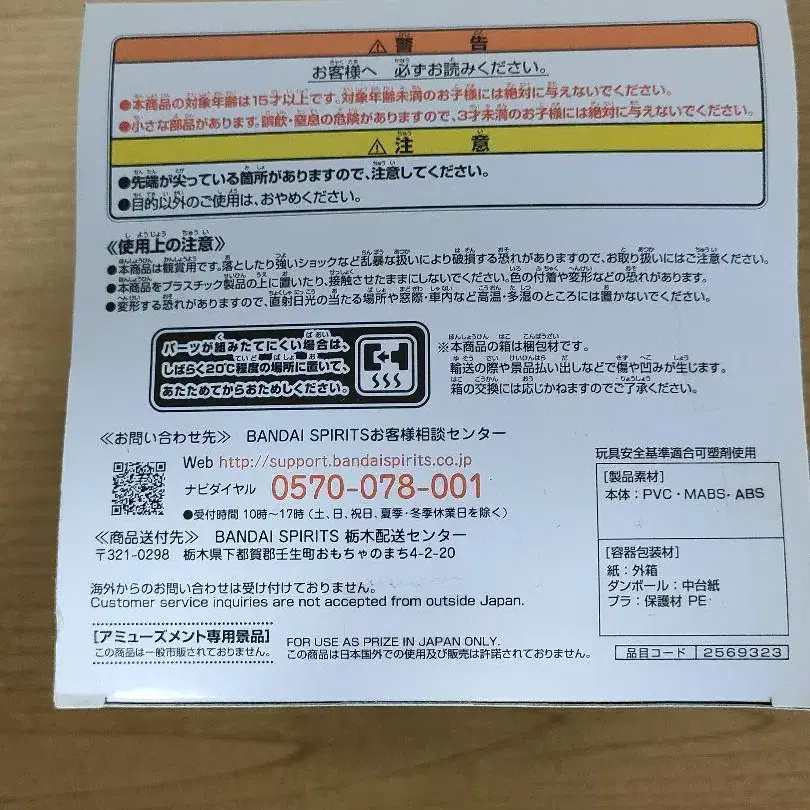 ⚠警告
お客様へ 必ずお読みください。
●本商品の対象年齢は15才以上です。対象年齢未満のお子様には絶対に与えないでください。
●小さな部品があります。誤飲・窒息の危険がありますので、3才未満のお子様には絶対に与えないでください。
⚠注意
●先端が尖っている箇所がありますので、注意してください。
●目的以外のご使用は、おやめください。
《使用上の注意》
●本商品は観賞用です。落としたり強いショックなど乱暴な扱いにより破損する恐れがありますので、お取り扱いにはご注意ください。
●本商品をプラスチック製品の上に置いたり、接触させたままにしないでください。色の付着や変形などの恐れがあります。
●変形する恐れがありますので、直射日光の当たる場所や窓際・車内など高温・多湿のところには置かないでください。
パーツが組みたてにくい場合は、
しばらく20℃程度の場所に置いて、
あたためてからおためしください。
※本商品の箱は梱包材です。
輸送の際や景品払い出しなどで傷や凹みが生じます。
箱の交換には応じかねますのでご了承ください。
≪お問い合わせ先≫ BANDAI SPIRITSお客様相談センター
Web http://support.bandaispirits.co.jp
ナビダイヤル 0570-078-001
●受付時間 10時〜17時（土、日、祝日、夏季・冬季休業日を除く）
≪商品送付先≫ BANDAI SPIRITS 栃木配送センター
〒321-0298 栃木県下都賀郡壬生町おもちゃのまち4-2-20
海外からのお問い合わせは受け付けておりません。
Customer service inquiries are not accepted from outside Japan.
[アミューズメント専用景品]
この商品は一般市販されておりません。
FOR USE AS PRIZE IN JAPAN ONLY.
この商品は日本国外での使用及び販売は許諾されておりません。
玩具安全基準適合可塑剤使用
[製品素材]
本体：PVC・MABS・ABS
[容器包装材]
紙：外箱
ダンボール：中台紙
プラ：保護材 PE
品目コード 2569323